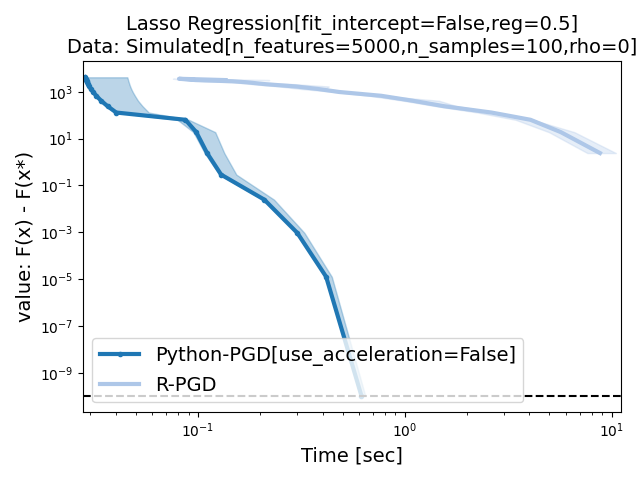 Lasso Regression[fit_intercept=False,reg=0.5]
Data: Simulated[n_features=5000,n_samples=100,rho=0]
value: F(x) - F(x*)
10³
10¹
10⁻¹
10⁻³
10⁻⁵
10⁻⁷
10⁻⁹
Python-PGD[use_acceleration=False]
R-PGD
10⁻¹ 10⁰ 10¹
Time [sec]